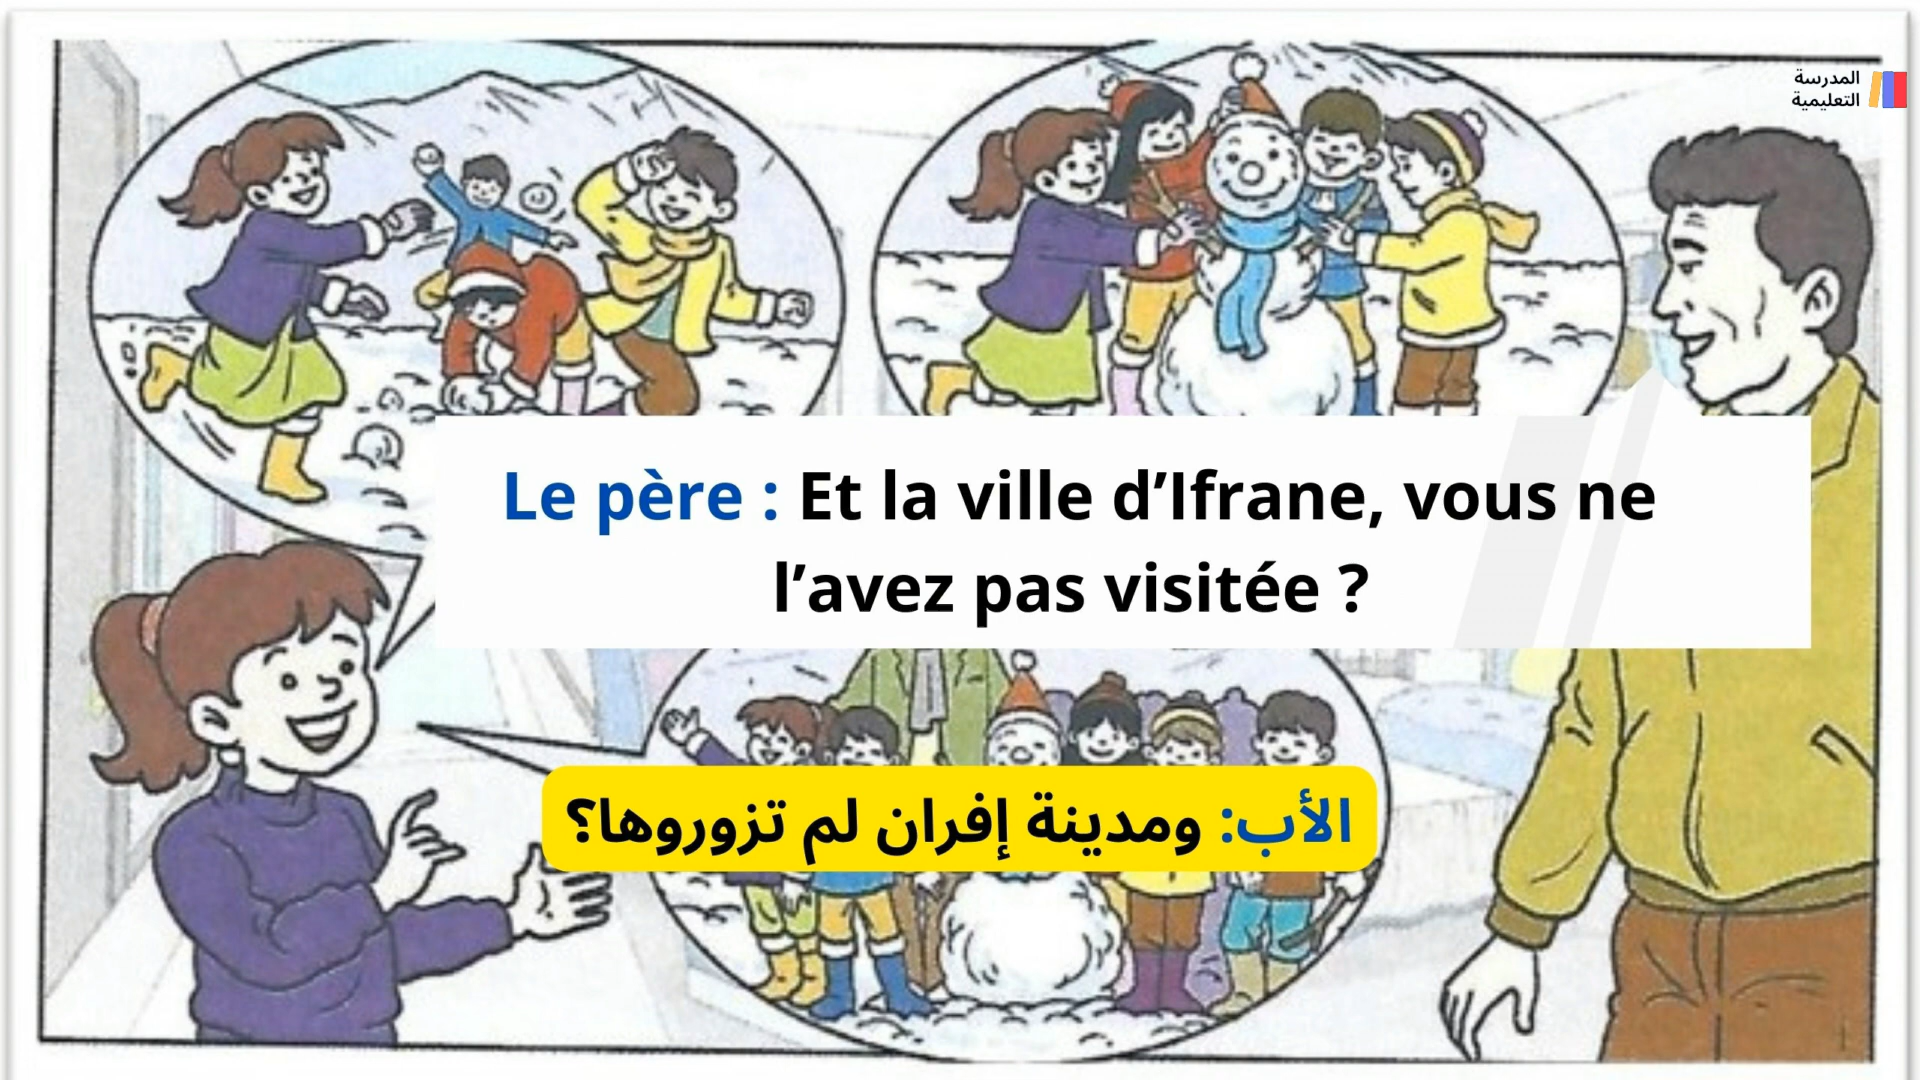 المدرسة
التعليمية
Le père : Et la ville d’Ifrane, vous ne
l’avez pas visitée ?
الأب: ومدينة إفران لم تزوروها؟